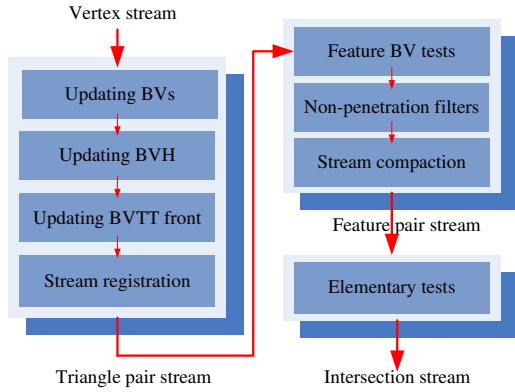 Vertex stream
Updating BVs
Updating BVH
Updating BVTT front
Stream registration
Triangle pair stream
Feature BV tests
Non-penetration filters
Stream compaction
Feature pair stream
Elementary tests
Intersection stream